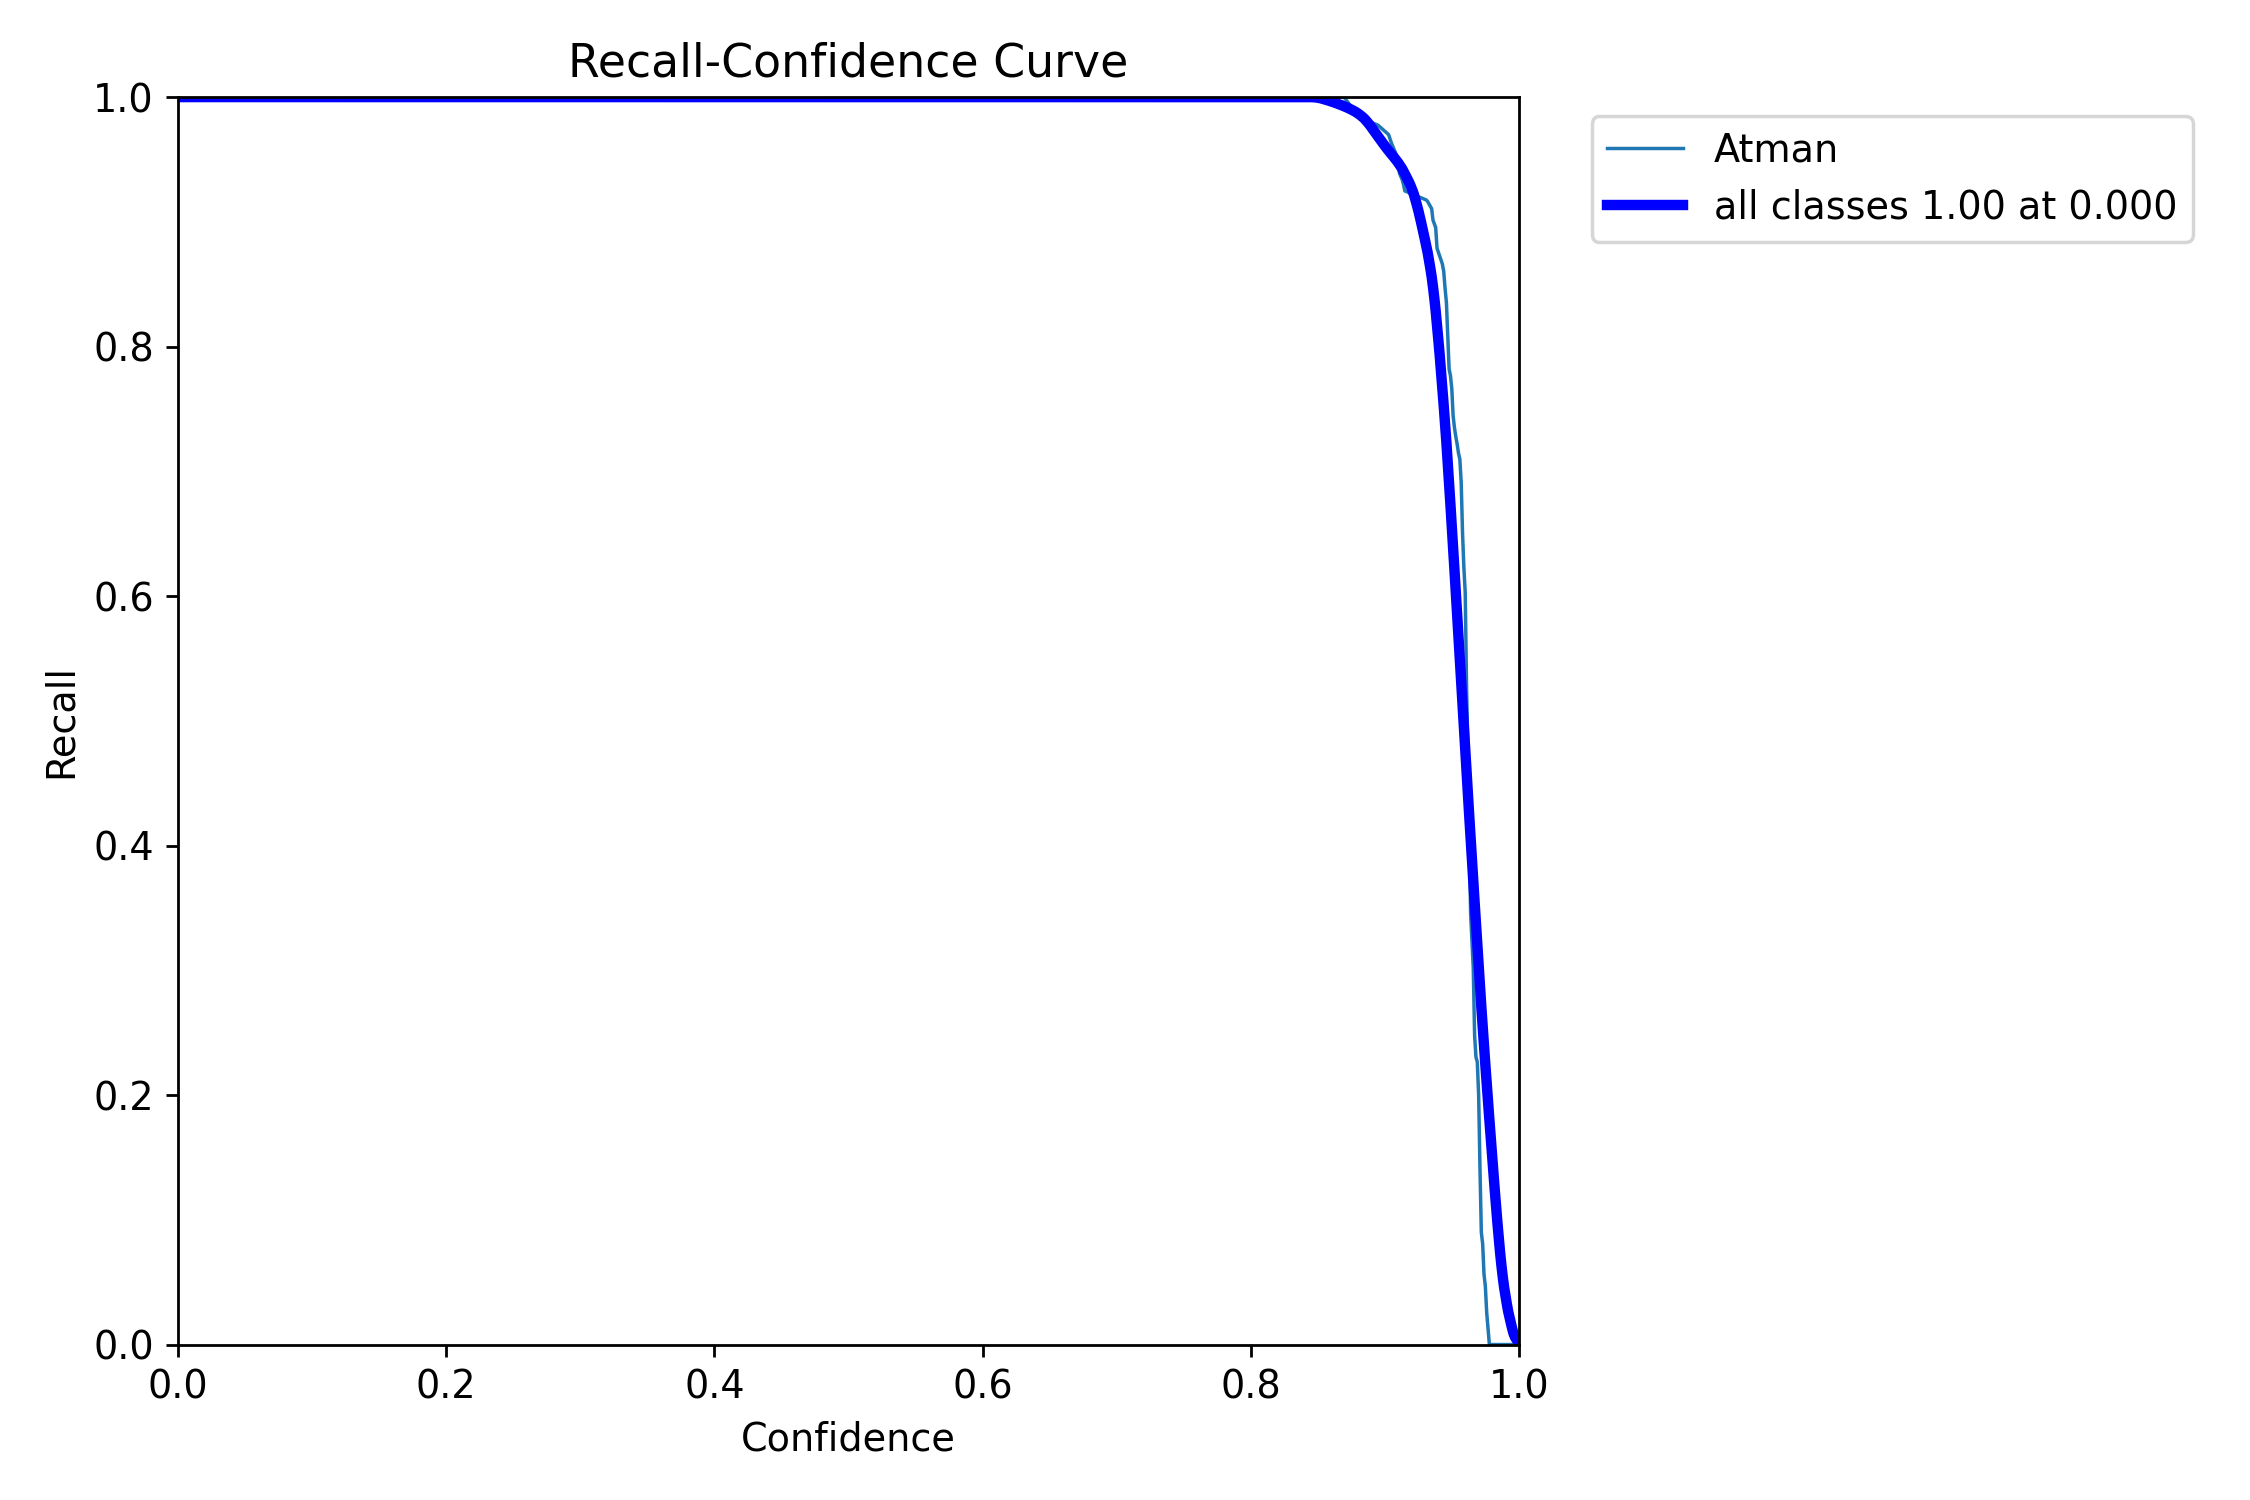 Recall-Confidence Curve
Atman
all classes 1.00 at 0.000
1.0
0.8
0.6
0.4
0.2
0.0
Recall
0.0 0.2 0.4 0.6 0.8 1.0
Confidence